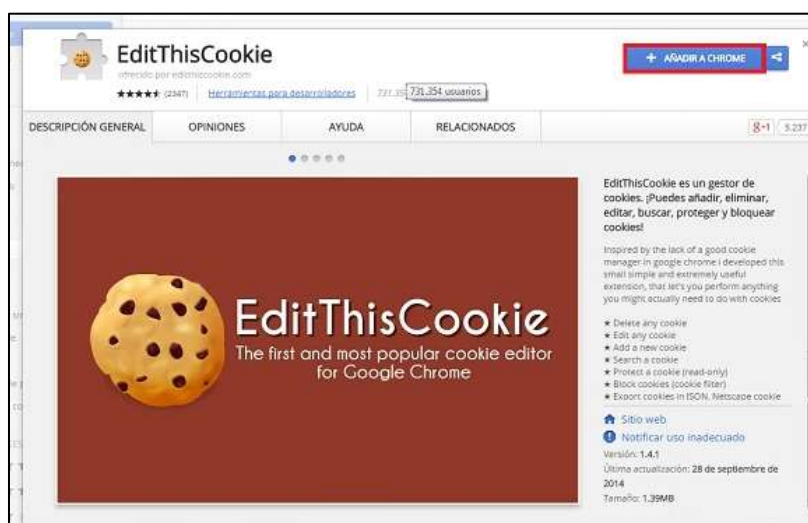 EditThisCookie
ofrecido por editthiscookie.com
(2347)
Herramientas para desarrolladores
731.354 usuarios
+ AÑADIR A CHROME
DESCRIPCIÓN GENERAL
OPINIONES
AYUDA
RELACIONADOS
g+1
5.237
EditThisCookie
The first and most popular cookie editor
for Google Chrome
EditThisCookie es un gestor de
cookies. ¡Puedes añadir, eliminar,
editar, buscar, proteger y bloquear
cookies!
Inspired by the lack of a good cookie
manager in google chrome i developed this
small simple and extremely useful
extension, that let's you perform anything
you might actually need to do with cookies
★ Delete any cookie
★ Edit any cookie
★ Add a new cookie
★ Search a cookie
★ Protect a cookie (read-only)
★ Block cookies (cookie filter)
★ Export cookies in JSON, Netscape cookie
Sitio web
Notificar uso inadecuado
Versión: 1.4.1
Última actualización: 28 de septiembre de
2014
Tamaño: 1.39MB